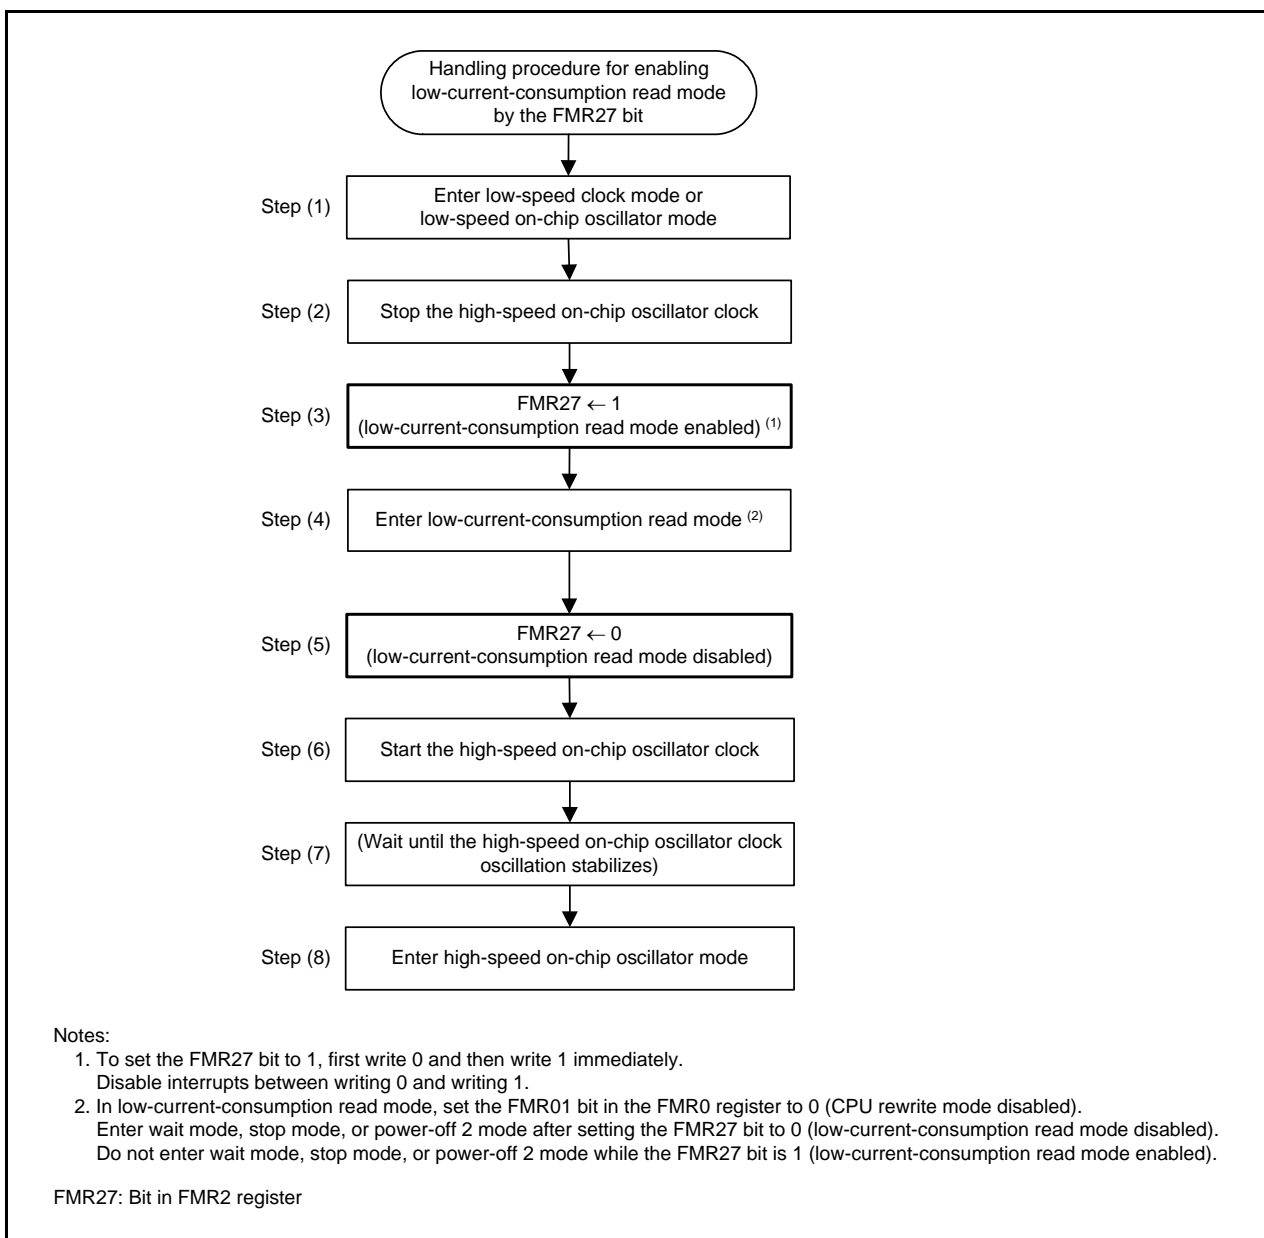 Handling procedure for enabling
low-current-consumption read mode
by the FMR27 bit
Step (1)
Enter low-speed clock mode or
low-speed on-chip oscillator mode
Step (2)
Stop the high-speed on-chip oscillator clock
Step (3)
FMR27 ← 1
(low-current-consumption read mode enabled) (1)
Step (4)
Enter low-current-consumption read mode (2)
Step (5)
FMR27 ← 0
(low-current-consumption read mode disabled)
Step (6)
Start the high-speed on-chip oscillator clock
Step (7)
(Wait until the high-speed on-chip oscillator clock
oscillation stabilizes)
Step (8)
Enter high-speed on-chip oscillator mode
Notes:
1. To set the FMR27 bit to 1, first write 0 and then write 1 immediately.
Disable interrupts between writing 0 and writing 1.
2. In low-current-consumption read mode, set the FMR01 bit in the FMR0 register to 0 (CPU rewrite mode disabled).
Enter wait mode, stop mode, or power-off 2 mode after setting the FMR27 bit to 0 (low-current-consumption read mode disabled).
Do not enter wait mode, stop mode, or power-off 2 mode while the FMR27 bit is 1 (low-current-consumption read mode enabled).
FMR27: Bit in FMR2 register